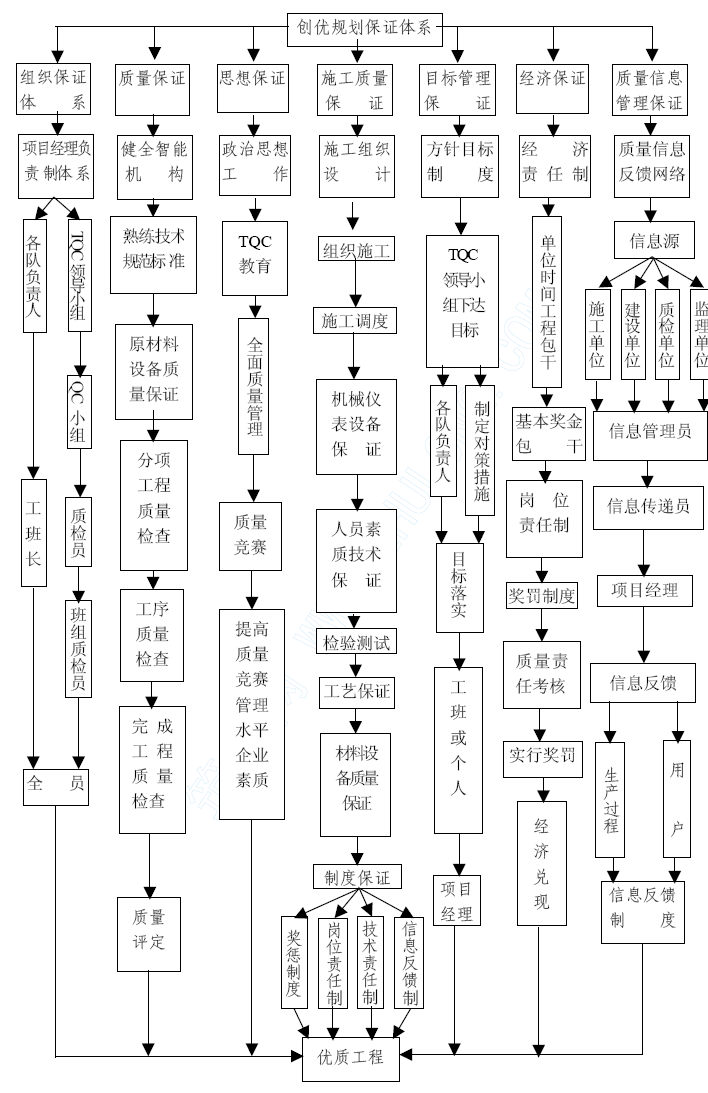 创优规划保证体系
组织保证
体 系
质量保证
思想保证
施工质量
保 证
目标管理
保 证
经济保证
质量信息
管理保证
项目经理负
责制体系
健全智能
机 构
政治思想
工 作
施工组织
设 计
方针目标
制 度
经 济
责任制
质量信息
反馈网络
各队负责人
TQC领导小组
QC小组
工班长
质检员
班组质检员
全 员
熟练技术
规范标准
原材料
设备质
量保证
分项
工程
质量
检查
工序
质量
检查
完成
工程
质量
检查
质量
评定
TQC
教育
全面质量管理
质量
竞赛
提高
质量
竞赛
管理
水平
企业
素质
组织施工
施工调度
机械仪
表设备
保 证
人员素
质技术
保 证
检验测试
工艺保证
材料设
备质量
保证
制度保证
奖惩制度
岗位责任制
技术责任制
信息反馈制
TQC
领导小
组下达
目标
各队负责人
制定对策措施
目标落实
工班或个人
项目
经理
单位时间工程包干
基本奖金
包 干
岗 位
责任制
奖罚制度
质量责
任考核
实行奖罚
经济兑现
信息源
施工单位
建设单位
质检单位
监理单位
信息管理员
信息传递员
项目经理
信息反馈
生产过程
用 户
信息反馈
制 度
优质工程